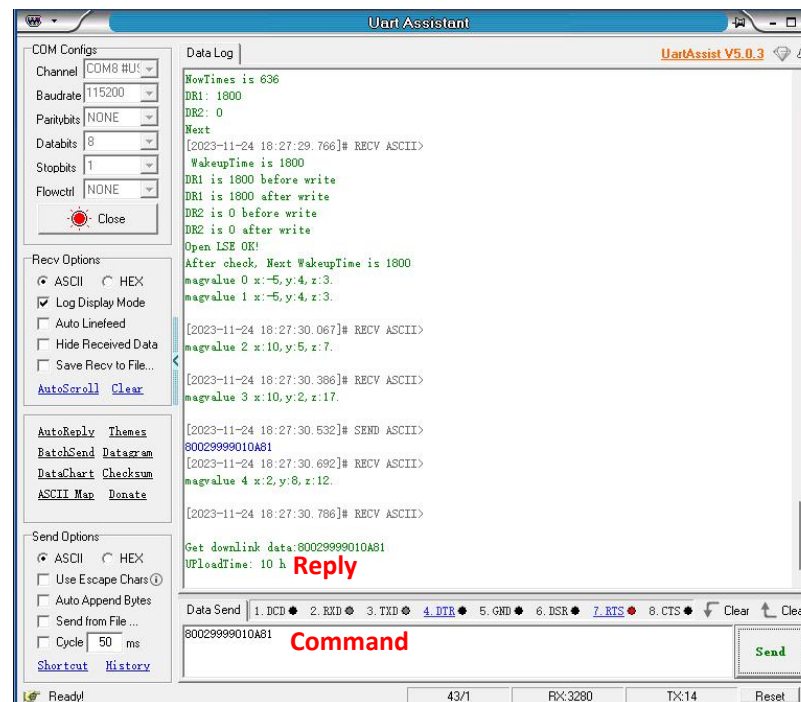 Uart Assistant
COM Configs
Channel COM8 #US
Baudrate 115200
Paritybits NONE
Databits 8
Stopbits 1
Flowctrl NONE
Close
Recv Options
ASCII HEX
Log Display Mode
Auto Linefeed
Hide Received Data
Save Recv to File...
AutoScroll Clear
AutoReply Themes
BatchSend Datagram
DataChart Checksum
ASCII Map Donate
Send Options
ASCII HEX
Use Escape Chars
Auto Append Bytes
Send from File ...
Cycle 50 ms
Shortcut History
Data Log
UartAssist V5.0.3
NowTimes is 636
DR1: 1800
DR2: 0
Next
[2023-11-24 18:27:29.766]# RECV ASCII>
WakeupTime is 1800
DR1 is 1800 before write
DR1 is 1800 after write
DR2 is 0 before write
DR2 is 0 after write
Open LSE OK!
After check, Next WakeupTime is 1800
magvalue 0 x:-5,y:4,z:3.
magvalue 1 x:-5,y:4,z:3.
[2023-11-24 18:27:30.067]# RECV ASCII>
magvalue 2 x:10,y:5,z:7.
[2023-11-24 18:27:30.386]# RECV ASCII>
magvalue 3 x:10,y:2,z:17.
[2023-11-24 18:27:30.532]# SEND ASCII>
80029999010A81
[2023-11-24 18:27:30.692]# RECV ASCII>
magvalue 4 x:2,y:8,z:12.
[2023-11-24 18:27:30.786]# RECV ASCII>
Get downlink data:80029999010A81
UPloadTime: 10 h Reply
Data Send 1. DCD 2. RXD 3. TXD 4. DTR 5. GND 6. DSR 7. RTS 8. CTS Clear Clea
80029999010A81 Command
Send
Ready! 43/1 RX:3280 TX:14 Reset